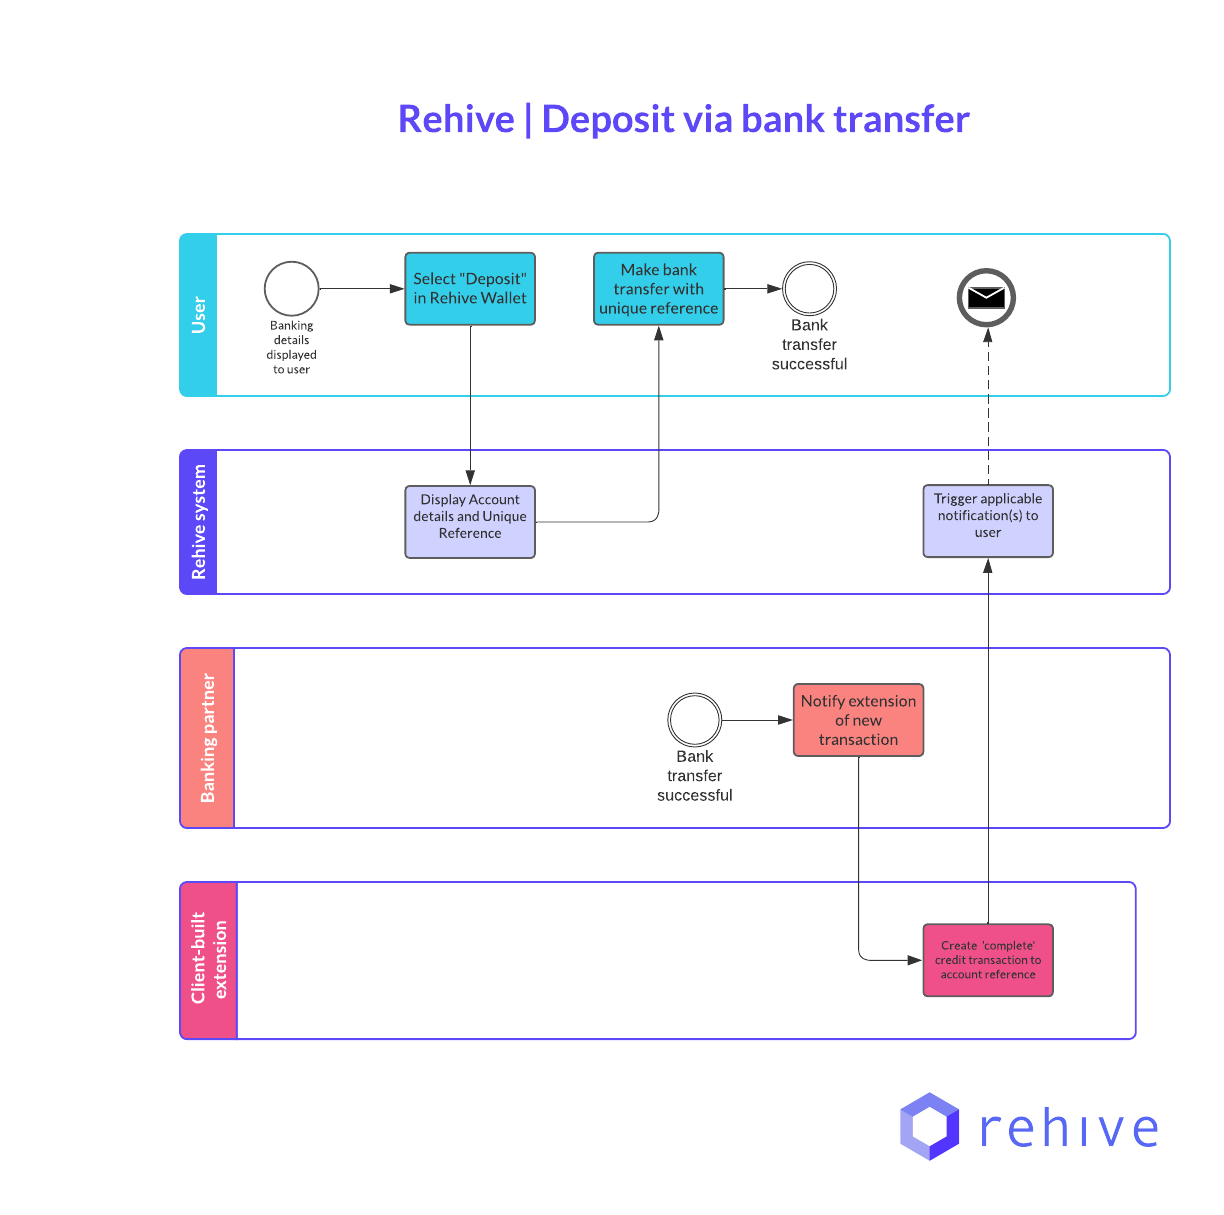 Rehive | Deposit via bank transfer
User
Banking
details
displayed
to user
Select "Deposit"
in Rehive Wallet
Make bank
transfer with
unique reference
Bank
transfer
successful
Rehive system
Display Account
details and Unique
Reference
Trigger applicable
notification(s) to
user
Banking partner
Bank
transfer
successful
Notify extension
of new
transaction
Client-built
extension
Create 'complete'
credit transaction to
account reference
rehive